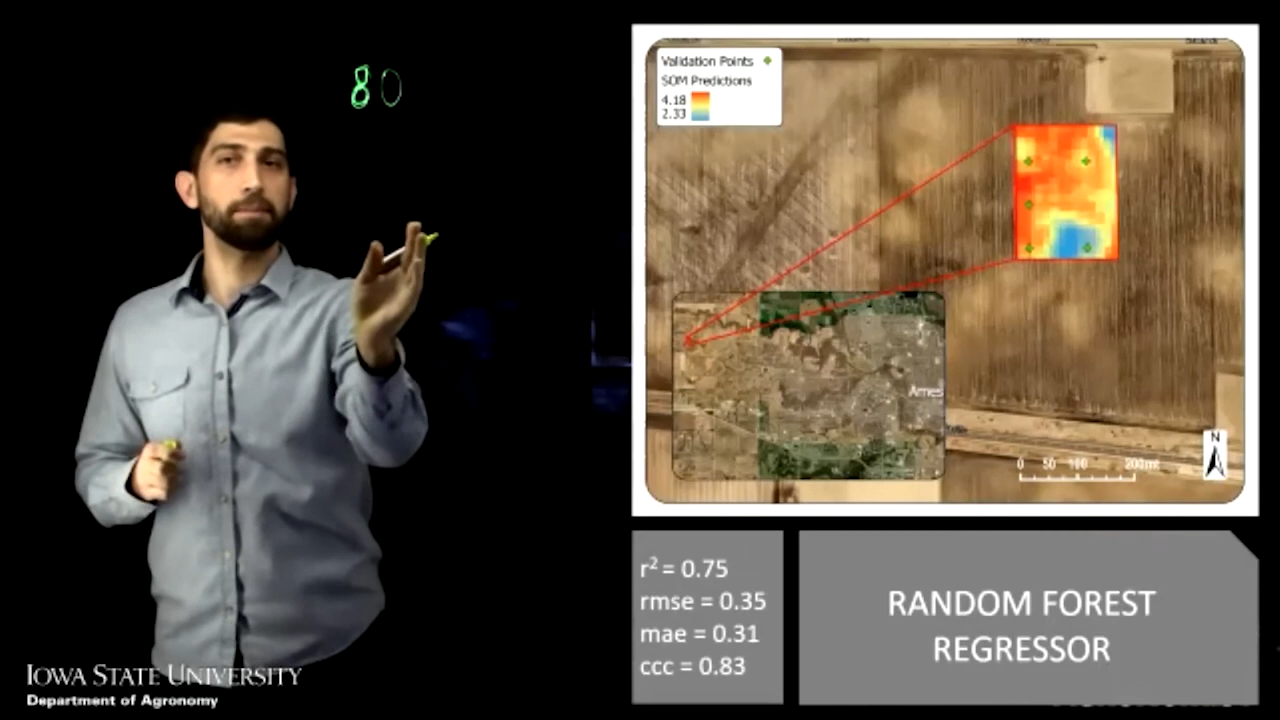 80
Validation Points
SOM Predictions
4.18
2.33
Ames
N
0 50 100 200mt
r² = 0.75
rmse = 0.35
mae = 0.31
ccc = 0.83
RANDOM FOREST
REGRESSOR
IOWA STATE UNIVERSITY
Department of Agronomy